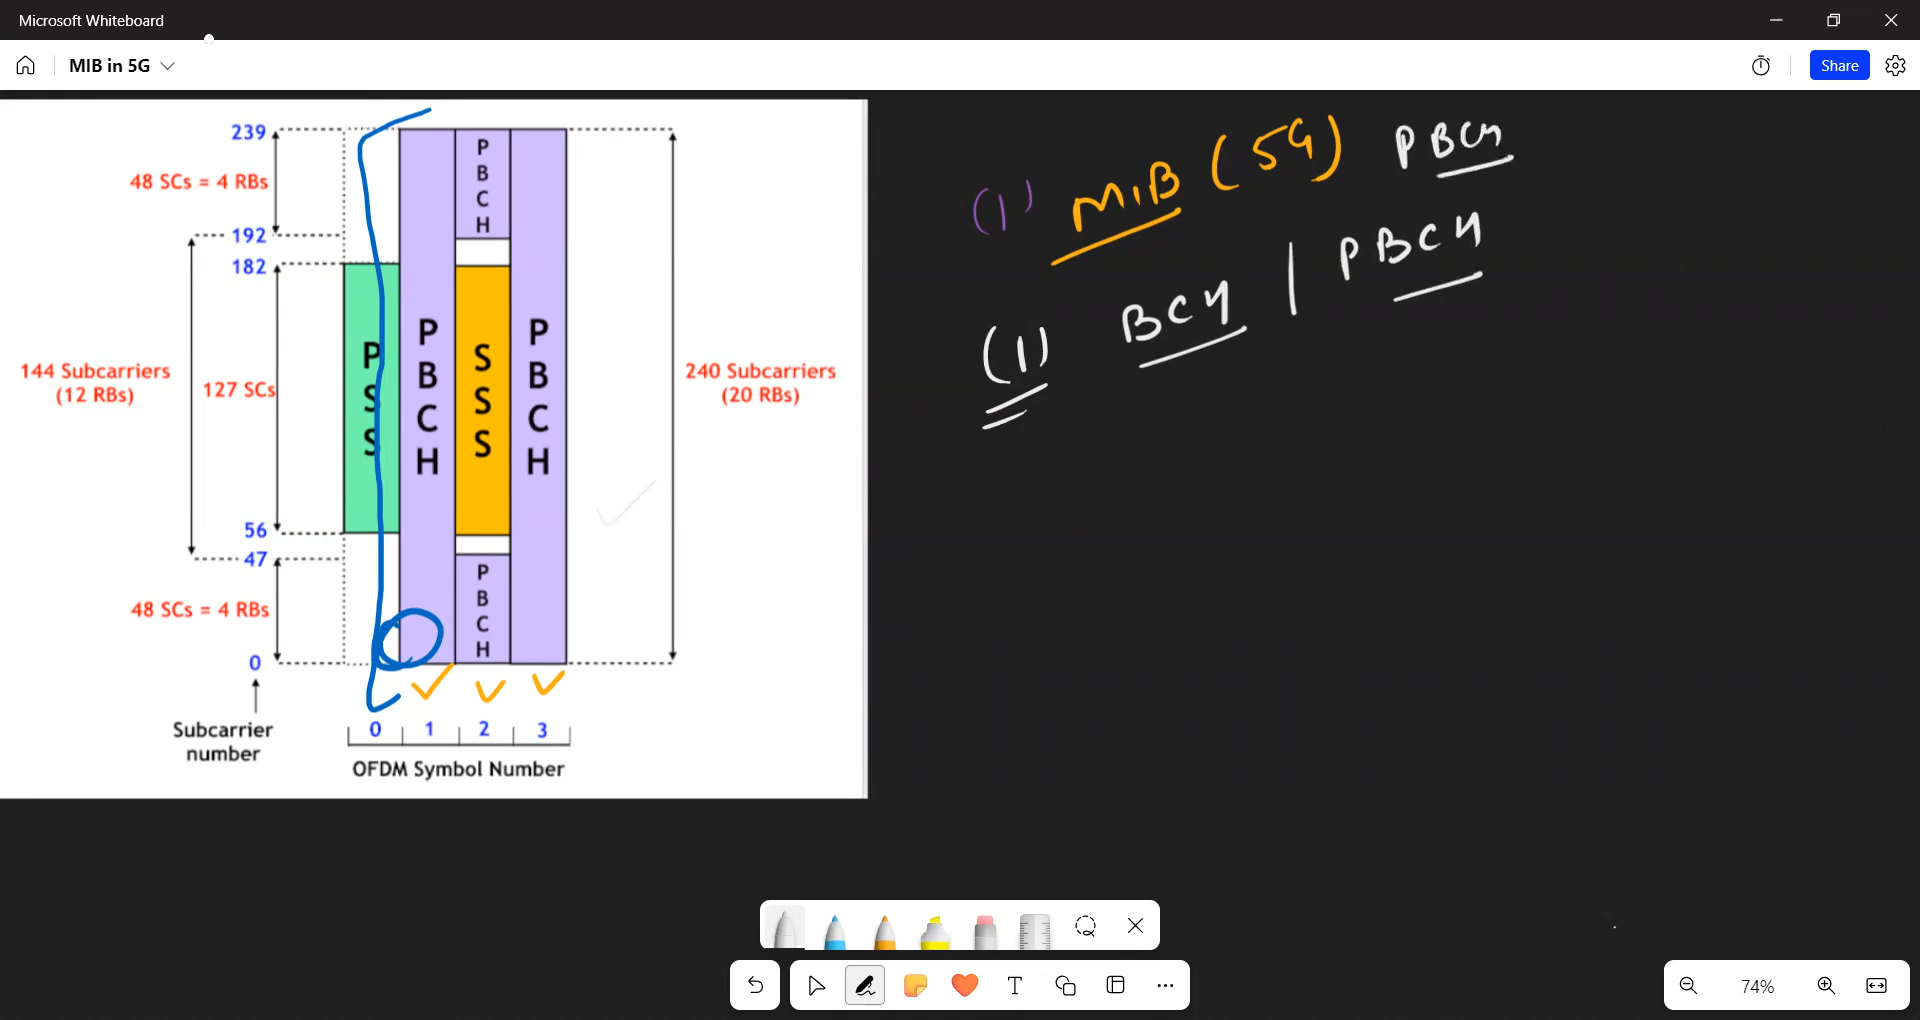 Microsoft Whiteboard
MIB in 5G
Share
239
48 SCs = 4 RBs
192
182
144 Subcarriers
(12 RBs)
127 SCs
56
47
48 SCs = 4 RBs
0
Subcarrier
number
PSS
PBCH
PBCH
SSS
PBCH
PBCH
240 Subcarriers
(20 RBs)
0 1 2 3
OFDM Symbol Number
(1) MIB (5G) PBCH
(1) BCH | PBCH
74%